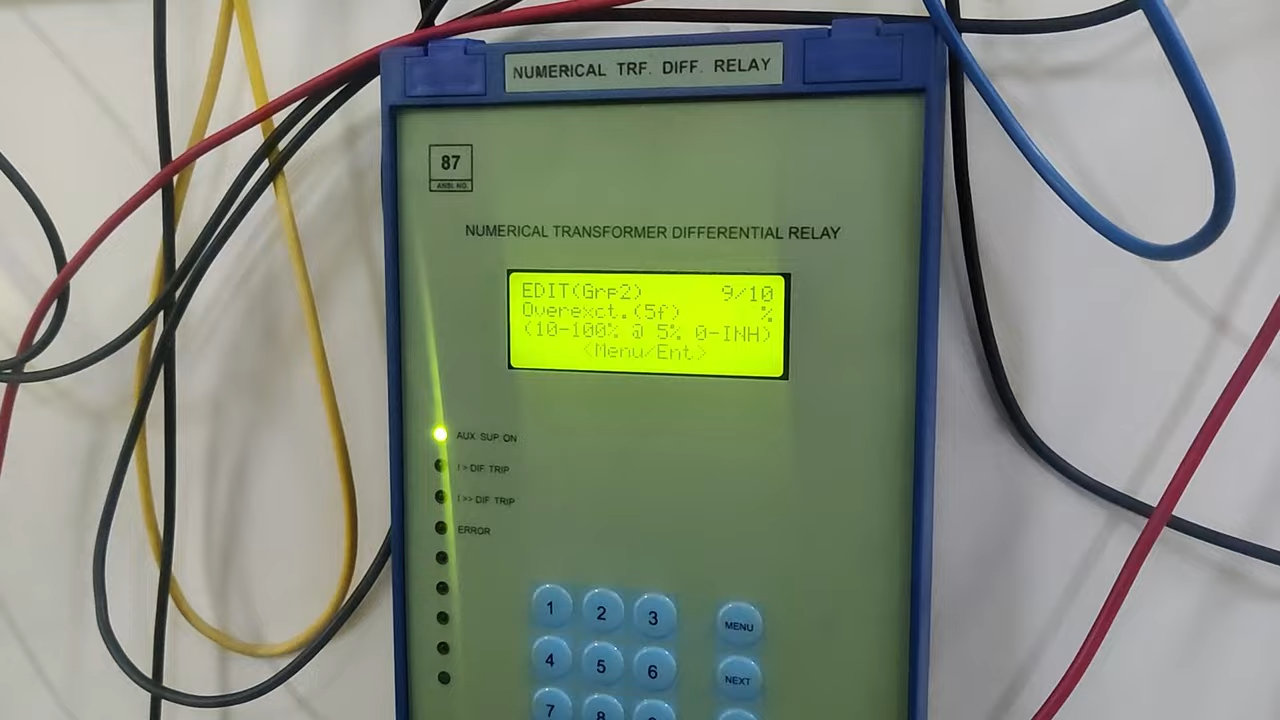 NUMERICAL TRF. DIFF. RELAY
87
ANSI. NO.
NUMERICAL TRANSFORMER DIFFERENTIAL RELAY
EDIT(Grp2) 9/10
Overexct.(5f) %
(10-100% @ 5% 0-INH)
<Menu/Ent>
AUX. SUP. ON
I > DIF. TRIP
I >> DIF. TRIP
ERROR
1 2 3 MENU
4 5 6 NEXT
7 8 9